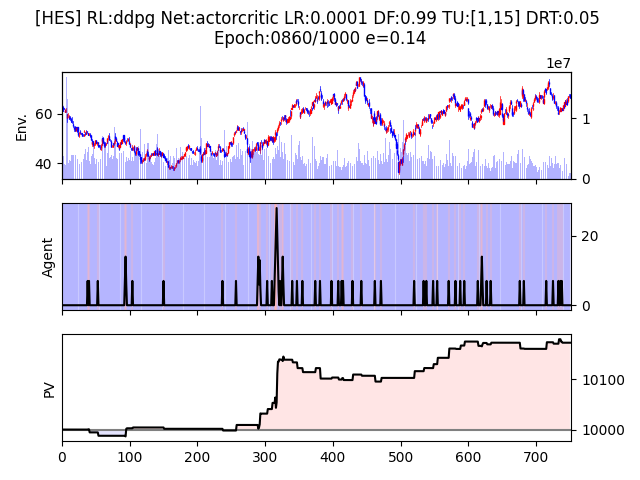 [HES] RL:ddpg Net:actorcritic LR:0.0001 DF:0.99 TU:[1,15] DRT:0.05
Epoch:0860/1000 e=0.14
1e7
Env.
60
40
1
0
Agent
20
0
PV
10100
10000
0 100 200 300 400 500 600 700